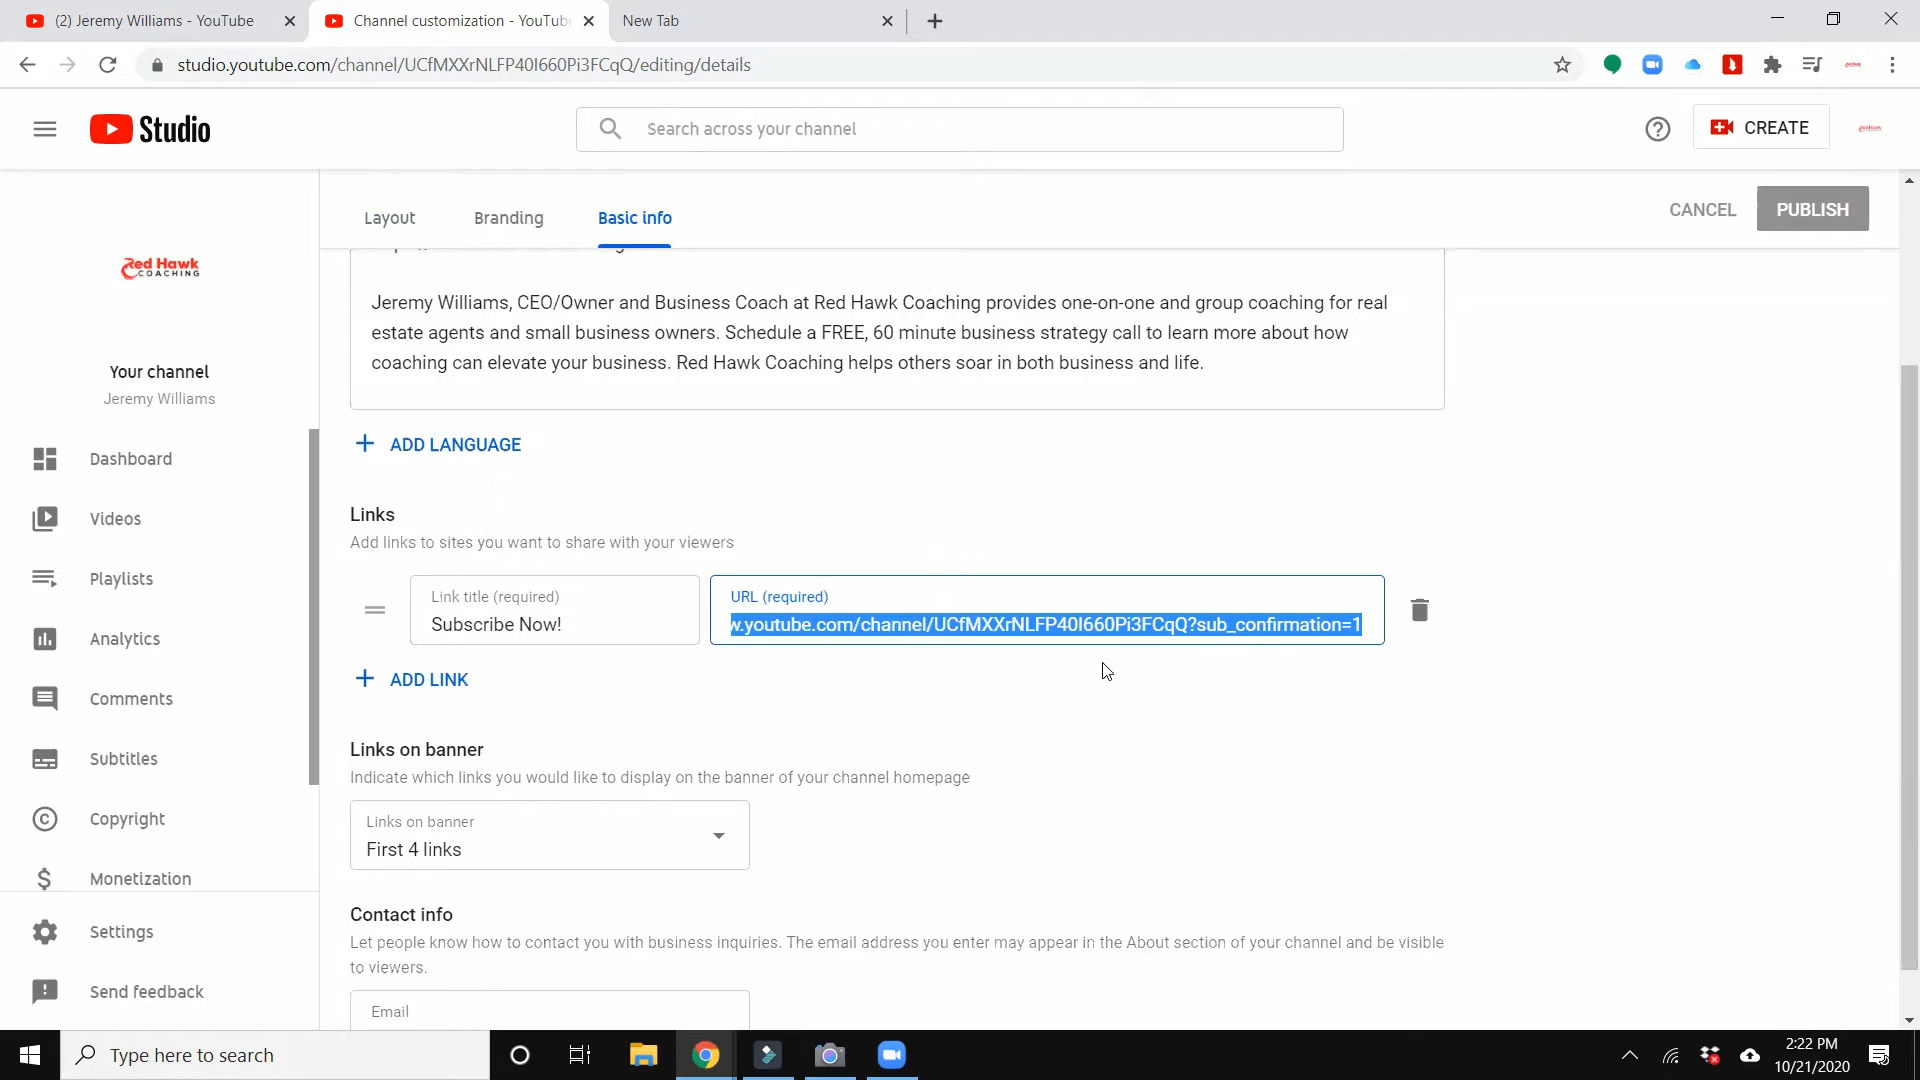 (2) Jeremy Williams - YouTube
Channel customization - YouTube
New Tab
studio.youtube.com/channel/UCfMXXrNLFP40I660Pi3FCqQ/editing/details
Studio
Search across your channel
CREATE
Layout
Branding
Basic info
CANCEL
PUBLISH
Red Hawk
COACHING
Your channel
Jeremy Williams
Dashboard
Videos
Playlists
Analytics
Comments
Subtitles
Copyright
Monetization
Settings
Send feedback
Jeremy Williams, CEO/Owner and Business Coach at Red Hawk Coaching provides one-on-one and group coaching for real
estate agents and small business owners. Schedule a FREE, 60 minute business strategy call to learn more about how
coaching can elevate your business. Red Hawk Coaching helps others soar in both business and life.
ADD LANGUAGE
Links
Add links to sites you want to share with your viewers
Link title (required)
Subscribe Now!
URL (required)
w.youtube.com/channel/UCfMXXrNLFP40I660Pi3FCqQ?sub_confirmation=1
ADD LINK
Links on banner
Indicate which links you would like to display on the banner of your channel homepage
Links on banner
First 4 links
Contact info
Let people know how to contact you with business inquiries. The email address you enter may appear in the About section of your channel and be visible
to viewers.
Email
Type here to search
2:22 PM
10/21/2020